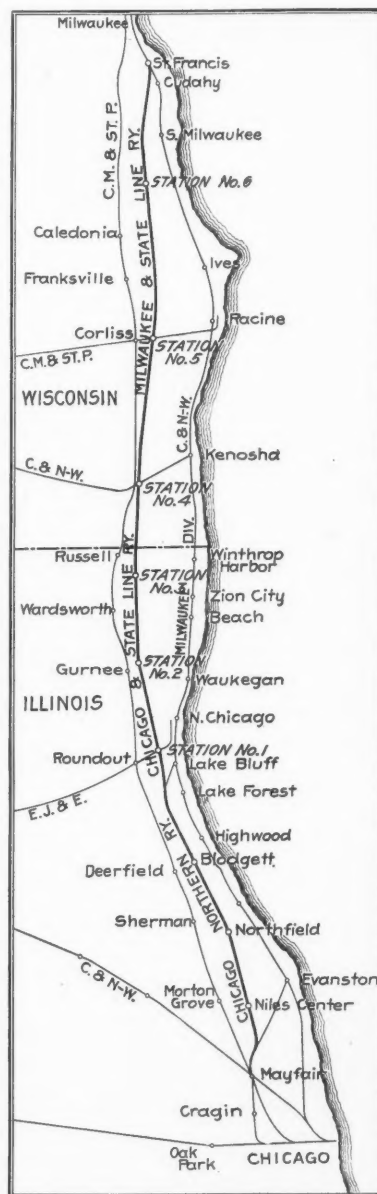 Milwaukee
St. Francis
Cudahy
C.M. & ST. P.
MILWAUKEE & STATE LINE RY.
S. Milwaukee
STATION No. 6
Caledonia
Ives
Franksville
Racine
Corliss
STATION
No. 5
C.M. & ST. P.
WISCONSIN
C. & N-W.
Kenosha
C. & N-W.
STATION
No. 4
Russell
Winthrop
Harbor
STATION
No. 3
Zion City
Wardsworth
Beach
MILWAUKEE DIV.
CHICAGO & STATE LINE RY.
STATION
No. 2
Gurnee
Waukegan
ILLINOIS
N. Chicago
STATION No. 1
Roundout
Lake Bluff
E. J. & E.
Lake Forest
Highwood
Blodgett
Deerfield
CHICAGO NORTHERN RY.
Sherman
Northfield
C. & N-W.
Evanston
Morton
Grove
Niles Center
Mayfair
Cragin
Oak
Park
CHICAGO